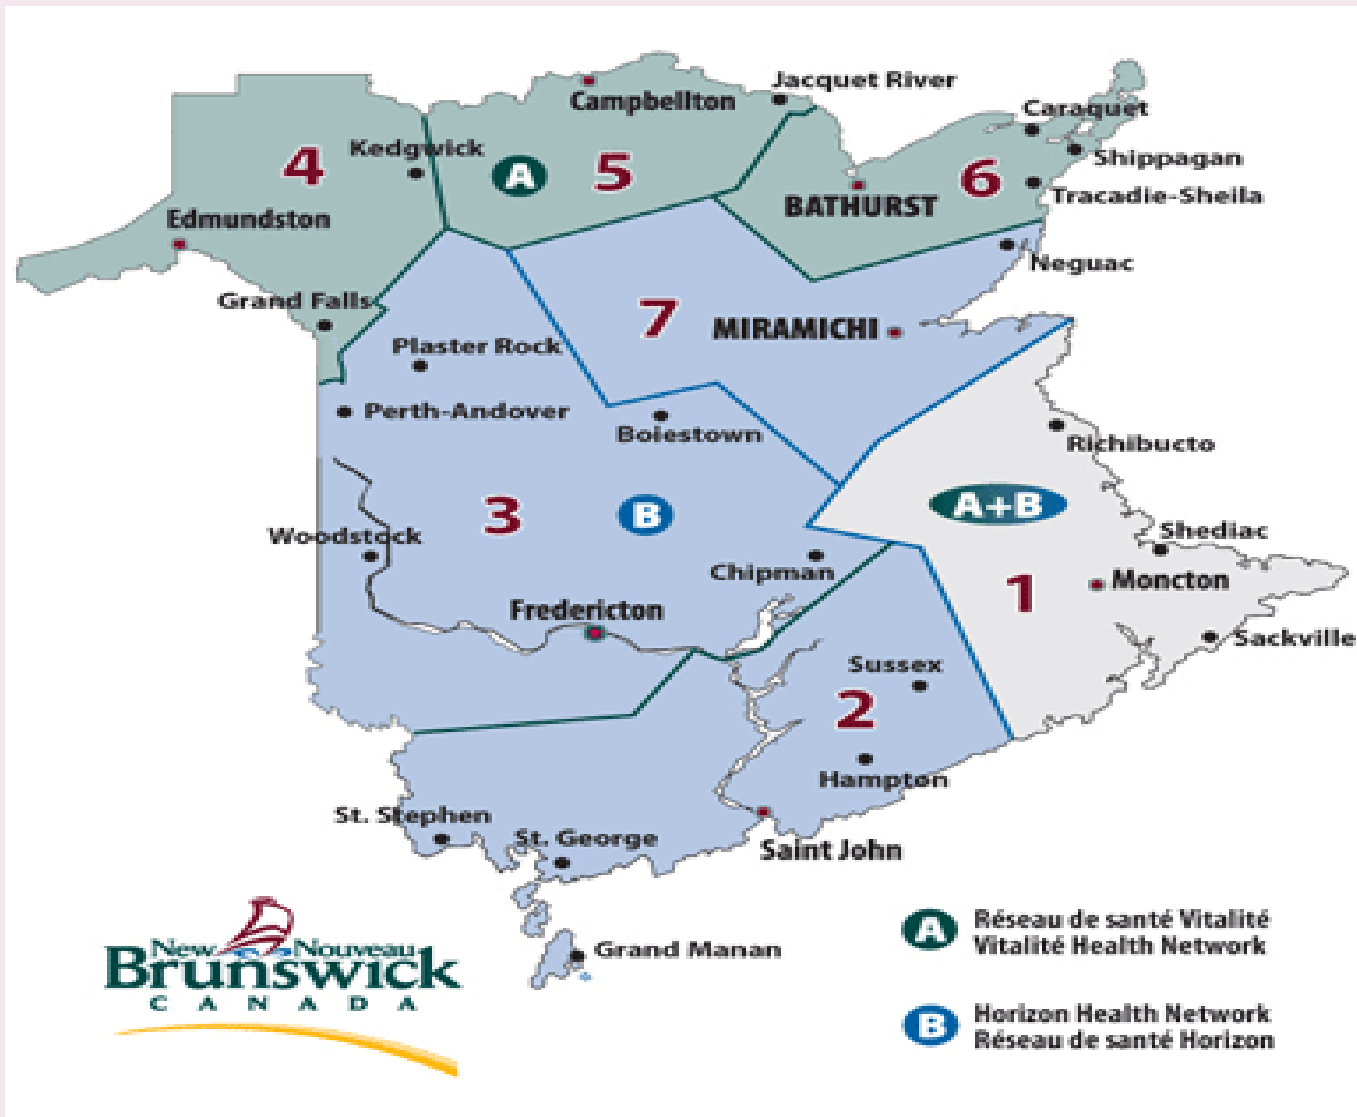 Jacquet River
Campbellton
Caraquet
Kedgwick
4
A
5
6
Shippagan
BATHURST
Tracadie-Sheila
Edmundston
Neguac
Grand Falls
7
MIRAMICHI
Plaster Rock
Perth-Andover
Boiestown
Richibucto
3
B
A+B
Woodstock
Shediac
Chipman
1
Moncton
Fredericton
Sackville
Sussex
2
Hampton
St. Stephen
St. George
Saint John
A
Réseau de santé Vitalité
Vitalité Health Network
Grand Manan
New Nouveau
Brunswick
CANADA
B
Horizon Health Network
Réseau de santé Horizon